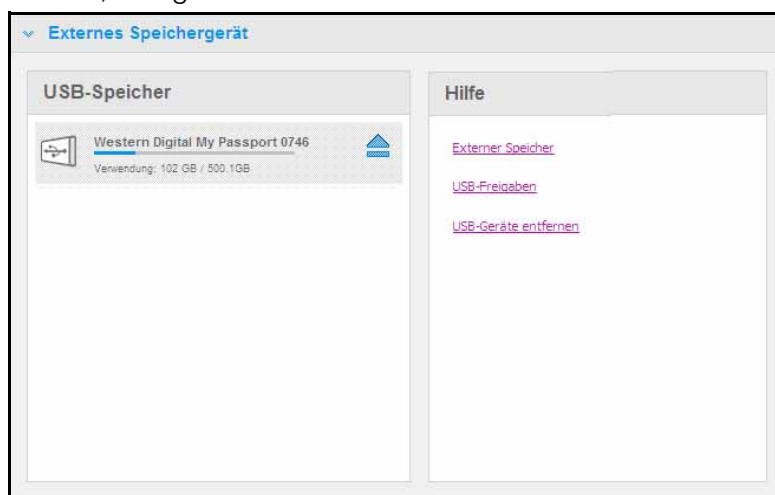 Externes Speichergerät
USB-Speicher
Western Digital My Passport 0746
Verwendung: 102 GB / 500.1GB
Hilfe
Externer Speicher
USB-Freigaben
USB-Geräte entfernen